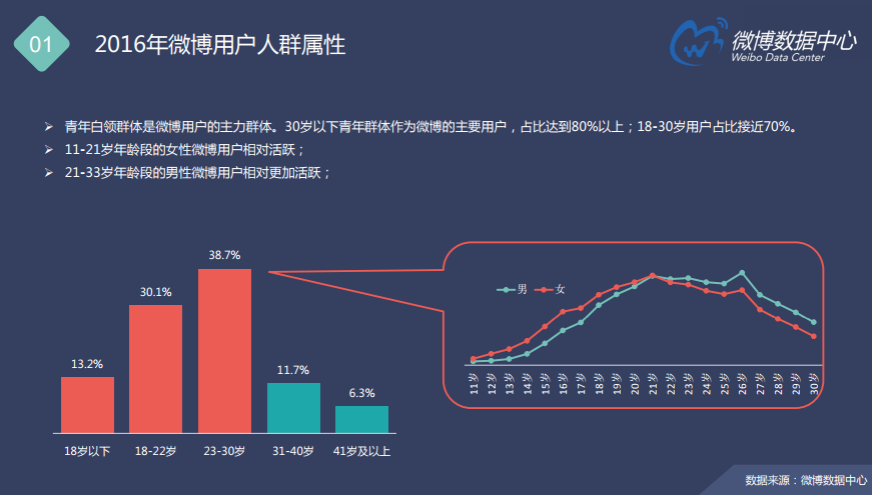 01
2016年微博用户人群属性
微博数据中心
Weibo Data Center
青年白领群体是微博用户的主力群体。30岁以下青年群体作为微博的主要用户，占比达到80%以上；18-30岁用户占比接近70%。
11-21岁年龄段的女性微博用户相对活跃；
21-33岁年龄段的男性微博用户相对更加活跃；
13.2%
30.1%
38.7%
11.7%
6.3%
18岁以下 18-22岁 23-30岁 31-40岁 41岁及以上
男 女
11岁 12岁 13岁 14岁 15岁 16岁 17岁 18岁 19岁 20岁 21岁 22岁 23岁 24岁 25岁 26岁 27岁 28岁 29岁 30岁
数据来源：微博数据中心